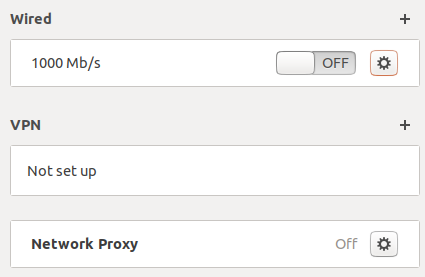 Wired +
1000 Mb/s OFF
VPN +
Not set up
Network Proxy Off